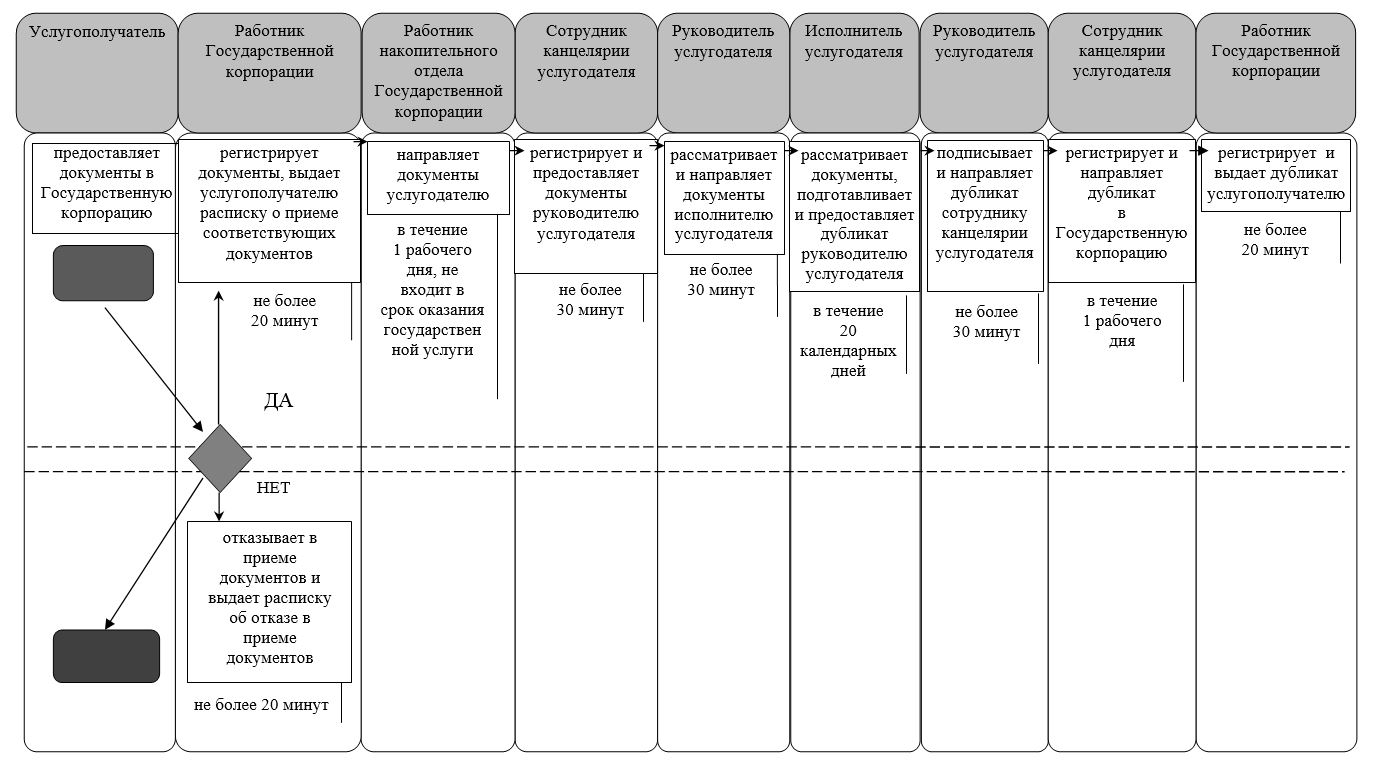 Услугополучатель
Работник
Государственной
корпорации
Работник
накопительного
отдела
Государственной
корпорации
Сотрудник
канцелярии
услугодателя
Руководитель
услугодателя
Исполнитель
услугодателя
Руководитель
услугодателя
Сотрудник
канцелярии
услугодателя
Работник
Государственной
корпорации
предоставляет
документы в
Государственную
корпорацию
регистрирует
документы, выдает
услугополучателю
расписку о приеме
соответствующих
документов
не более
20 минут
направляет
документы
услугодателю
в течение
1 рабочего
дня, не
входит в
срок оказания
государствен
ной услуги
регистрирует и
предоставляет
документы
руководителю
услугодателя
не более
30 минут
рассматривает
и направляет
документы
исполнителю
услугодателя
не более
30 минут
рассматривает
документы,
подготавливает
и предоставляет
дубликат
руководителю
услугодателя
в течение
20
календарных
дней
подписывает
и направляет
дубликат
сотруднику
канцелярии
услугодателя
не более
30 минут
регистрирует и
направляет
дубликат
в
Государственную
корпорацию
в течение
1 рабочего
дня
регистрирует и
выдает дубликат
услугополучателю
не более
20 минут
ДА
НЕТ
отказывает в
приеме
документов и
выдает расписку
об отказе в
приеме
документов
не более 20 минут